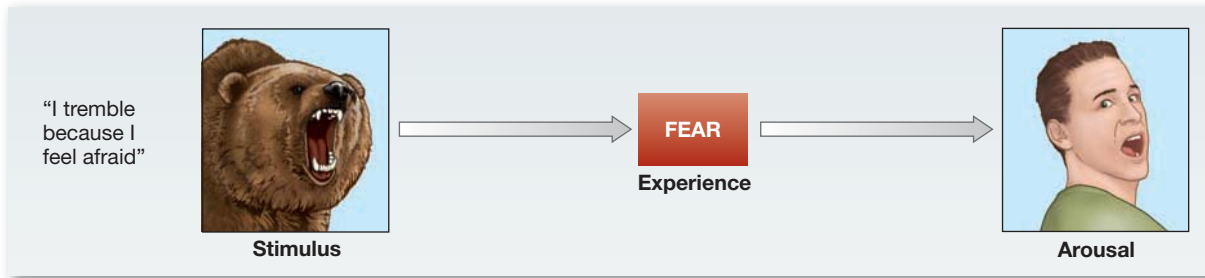 “I tremble
because I
feel afraid”
FEAR
Experience
Stimulus
Arousal